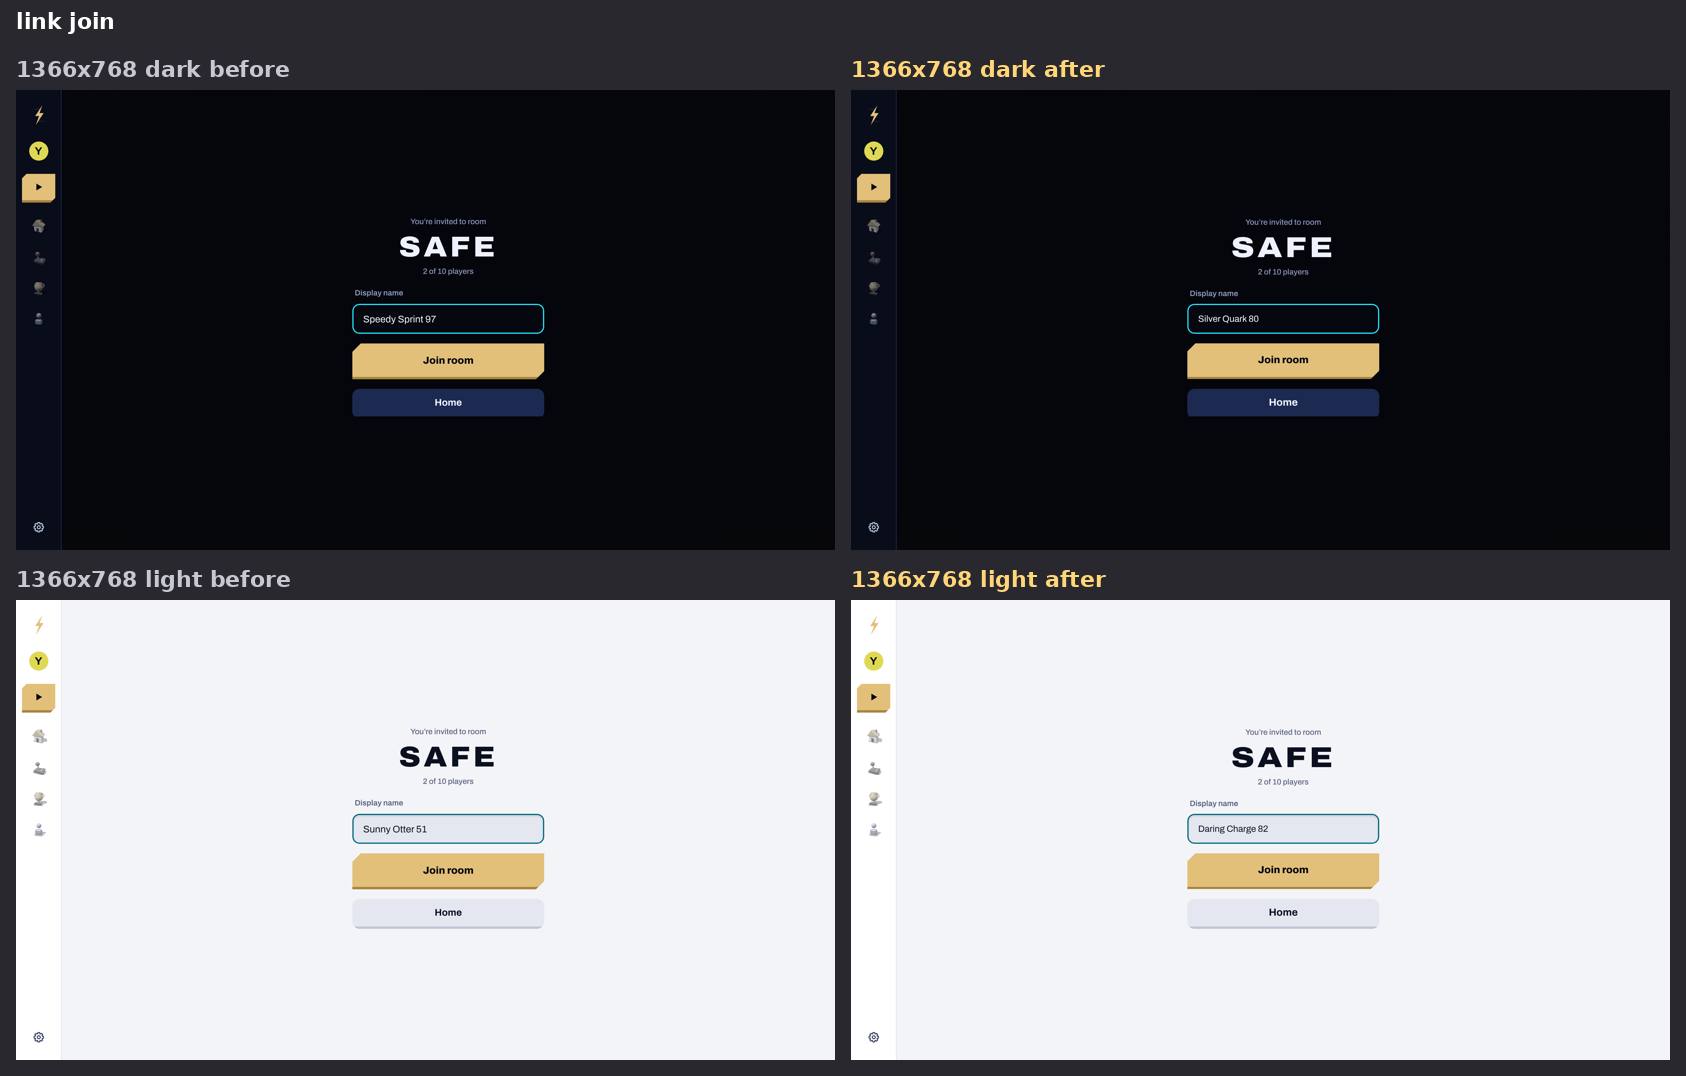 link join
1366x768 dark before
1366x768 dark after
Y
You're invited to room
SAFE
2 of 10 players
Display name
Speedy Sprint 97
Join room
Home
Y
You're invited to room
SAFE
2 of 10 players
Display name
Silver Quark 80
Join room
Home
1366x768 light before
1366x768 light after
Y
You're invited to room
SAFE
2 of 10 players
Display name
Sunny Otter 51
Join room
Home
Y
You're invited to room
SAFE
2 of 10 players
Display name
Daring Charge 82
Join room
Home